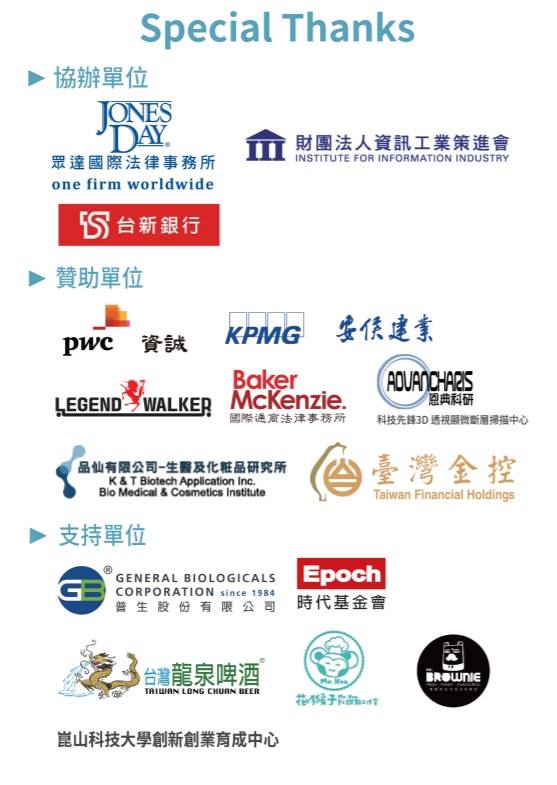 Special Thanks
▶ 協辦單位
JONES
DAY®
眾達國際法律事務所
one firm worldwide
財團法人資訊工業策進會
INSTITUTE FOR INFORMATION INDUSTRY
台新銀行
▶ 贊助單位
pwc 資誠
KPMG 安侯建業
LEGEND WALKER
Baker
McKenzie.
國際通商法律事務所
ADVANCHARIS
恩典科研
科技先鋒3D 透視顯微斷層掃描中心
品仙有限公司-生醫及化粧品研究所
K & T Biotech Application Inc.
Bio Medical & Cosmetics Institute
臺灣金控
Taiwan Financial Holdings
▶ 支持單位
GB®
GENERAL BIOLOGICALS
CORPORATION since 1984
普生股份有限公司
Epoch
時代基金會
台灣龍泉啤酒®
TAIWAN LONG CHUAN BEER
Mr. Hua
花猴子
MR.
BROWNIE
崑山科技大學創新創業育成中心